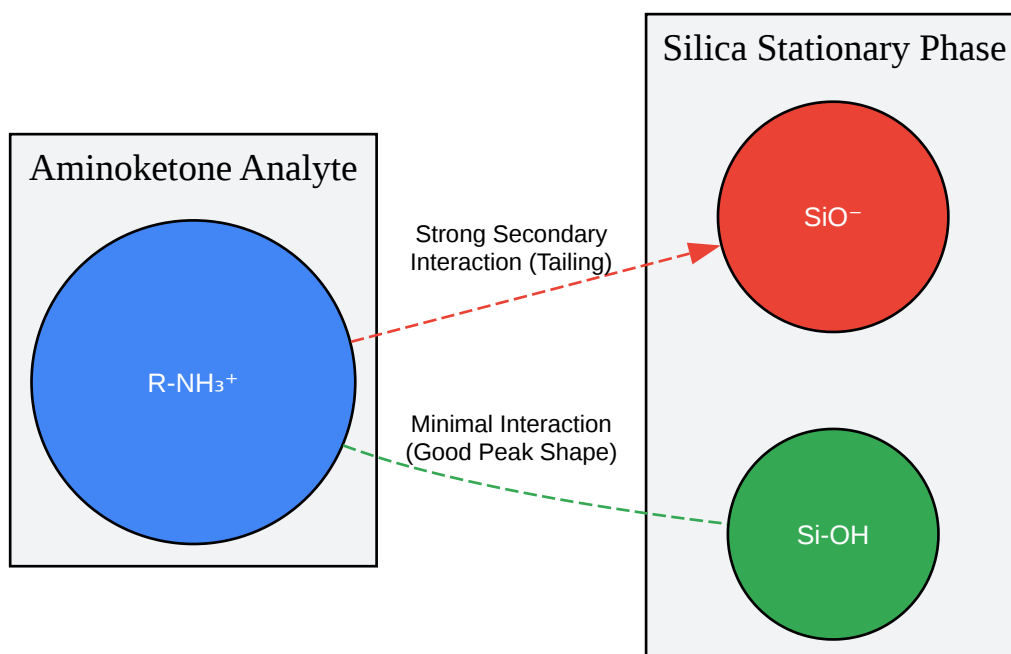 Silica Stationary Phase
Aminoketone Analyte
SiO⁻
Strong Secondary
Interaction (Tailing)
R-NH₃⁺
Minimal Interaction
(Good Peak Shape)
Si-OH